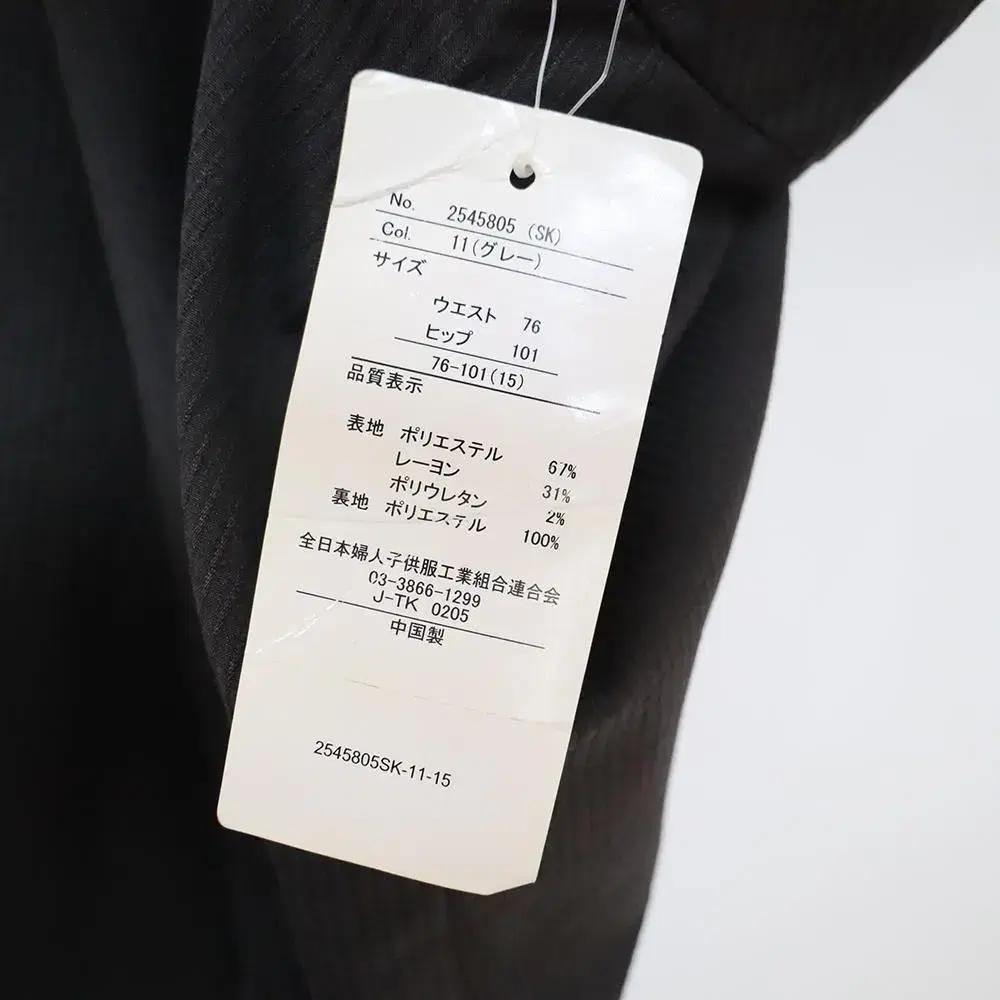 No. 2545805 (SK)
Col. 11(グレー)
サイズ
ウエスト 76
ヒップ 101
76-101(15)
品質表示
表地 ポリエステル 67%
レーヨン 31%
ポリウレタン 2%
裏地 ポリエステル 100%
全日本婦人子供服工業組合連合会
03-3866-1299
J-TK 0205
中国製
2545805SK-11-15